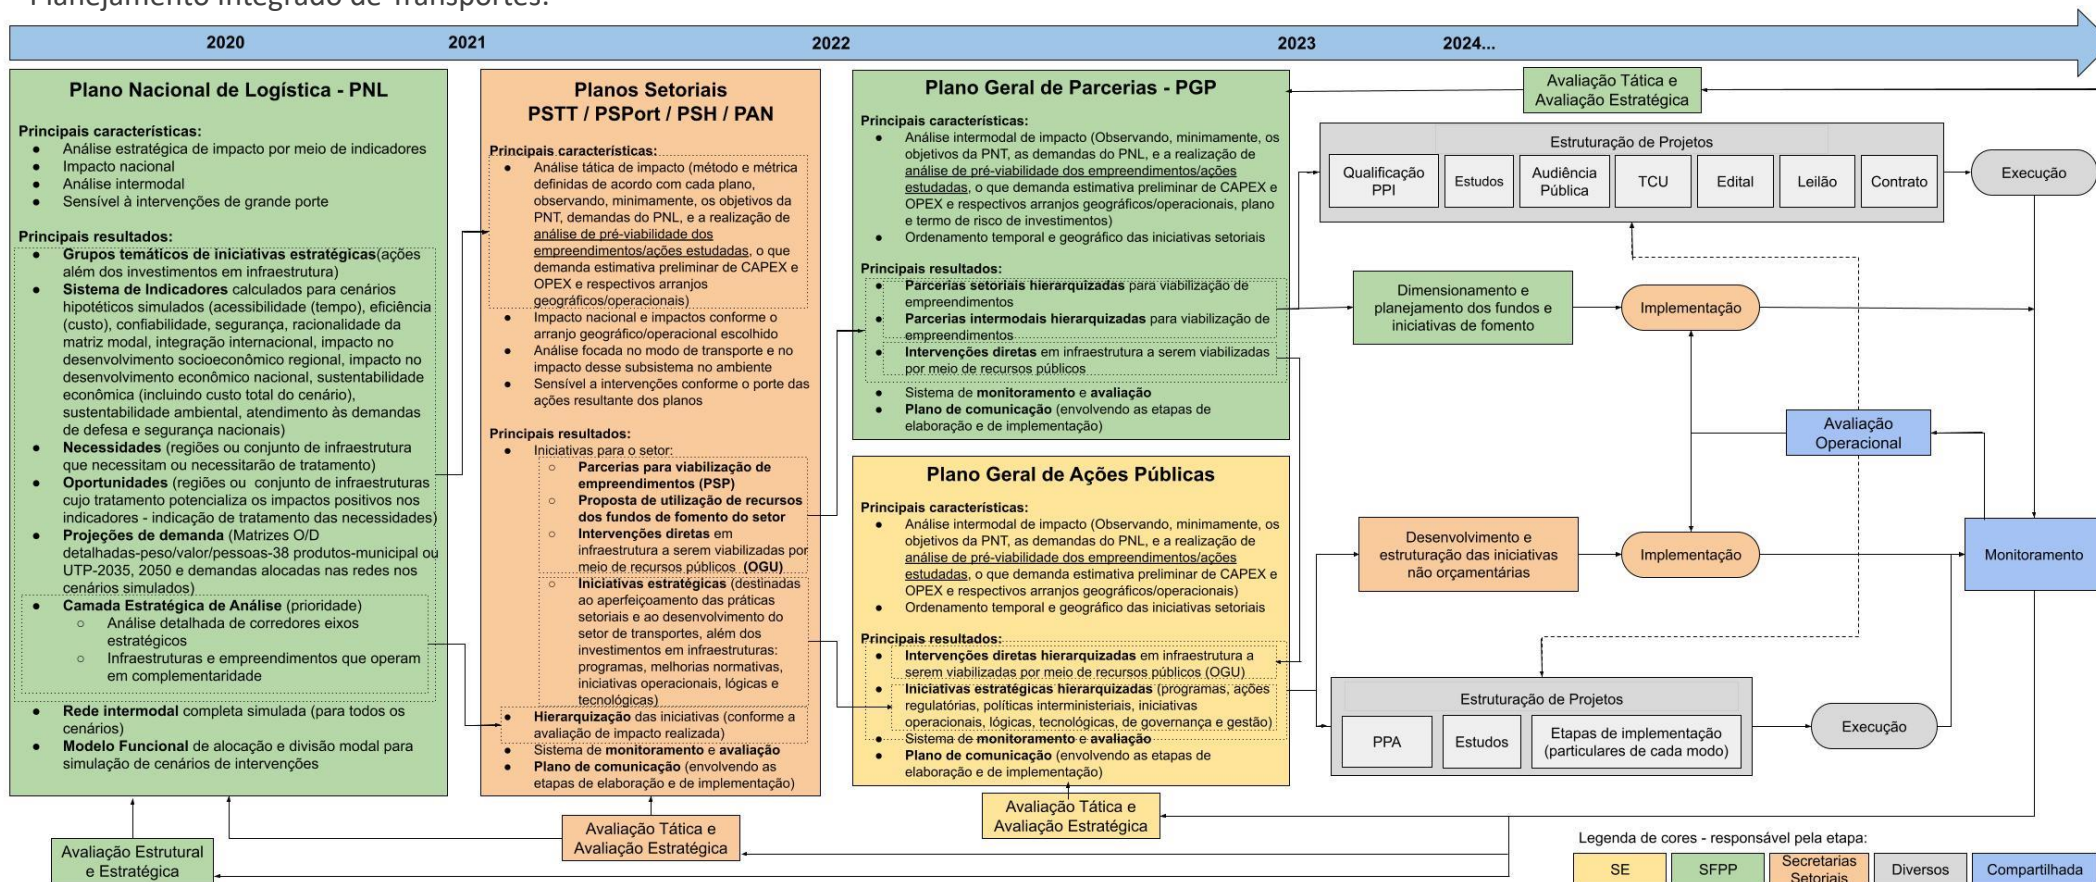 Planejamento Integrado de Transportes:
2020
2021
2022
2023
2024...
Plano Nacional de Logística - PNL
Principais características:
● Análise estratégica de impacto por meio de indicadores
● Impacto nacional
● Análise intermodal
● Sensível à intervenções de grande porte
Principais resultados:
● Grupos temáticos de iniciativas estratégicas(ações
além dos investimentos em infraestrutura)
● Sistema de Indicadores calculados para cenários
hipotéticos simulados (acessibilidade (tempo), eficiência
(custo), confiabilidade, segurança, racionalidade da
matriz modal, integração internacional, impacto no
desenvolvimento socioeconômico regional, impacto no
desenvolvimento econômico nacional, sustentabilidade
econômica (incluindo custo total do cenário),
sustentabilidade ambiental, atendimento às demandas
de defesa e segurança nacionais)
● Necessidades (regiões ou conjunto de infraestrutura
que necessitam ou necessitarão de tratamento)
● Oportunidades (regiões ou conjunto de infraestruturas
cujo tratamento potencializa os impactos positivos nos
indicadores - indicação de tratamento das necessidades)
● Projeções de demanda (Matrizes O/D
detalhadas-peso/valor/pessoas-38 produtos-municipal ou
UTP-2035, 2050 e demandas alocadas nas redes nos
cenários simulados)
● Camada Estratégica de Análise (prioridade)
○ Análise detalhada de corredores eixos
estratégicos
○ Infraestruturas e empreendimentos que operam
em complementaridade
● Rede intermodal completa simulada (para todos os
cenários)
● Modelo Funcional de alocação e divisão modal para
simulação de cenários de intervenções
Avaliação Estrutural
e Estratégica
Planos Setoriais
PSTT / PSPort / PSH / PAN
Principais características:
● Análise tática de impacto (método e métrica
definidas de acordo com cada plano,
observando, minimamente, os objetivos da
PNT, demandas do PNL, e a realização de
análise de pré-viabilidade dos
empreendimentos/ações estudadas, o que
demanda estimativa preliminar de CAPEX e
OPEX e respectivos arranjos
geográficos/operacionais)
● Impacto nacional e impactos conforme o
arranjo geográfico/operacional escolhido
● Análise focada no modo de transporte e no
impacto desse subsistema no ambiente
● Sensível a intervenções conforme o porte das
ações resultante dos planos
Principais resultados:
● Iniciativas para o setor:
○ Parcerias para viabilização de
empreendimentos (PSP)
○ Proposta de utilização de recursos
dos fundos de fomento do setor
○ Intervenções diretas em
infraestrutura a serem viabilizadas por
meio de recursos públicos (OGU)
○ Iniciativas estratégicas (destinadas
ao aperfeiçoamento das práticas
setoriais e ao desenvolvimento do
setor de transportes, além dos
investimentos em infraestruturas:
programas, melhorias normativas,
iniciativas operacionais, lógicas e
tecnológicas)
● Hierarquização das iniciativas (conforme a
avaliação de impacto realizada)
● Sistema de monitoramento e avaliação
● Plano de comunicação (envolvendo as
etapas de elaboração e de implementação)
Avaliação Tática e
Avaliação Estratégica
Plano Geral de Parcerias - PGP
Principais características:
● Análise intermodal de impacto (Observando, minimamente, os
objetivos da PNT, as demandas do PNL, e a realização de
análise de pré-viabilidade dos empreendimentos/ações
estudadas, o que demanda estimativa preliminar de CAPEX e
OPEX e respectivos arranjos geográficos/operacionais, plano
e termo de risco de investimentos)
● Ordenamento temporal e geográfico das iniciativas setoriais
Principais resultados:
● Parcerias setoriais hierarquizadas para viabilização de
empreendimentos
● Parcerias intermodais hierarquizadas para viabilização de
empreendimentos
● Intervenções diretas em infraestrutura a serem viabilizadas
por meio de recursos públicos
● Sistema de monitoramento e avaliação
● Plano de comunicação (envolvendo as etapas de
elaboração e de implementação)
Plano Geral de Ações Públicas
Principais características:
● Análise intermodal de impacto (Observando, minimamente, os
objetivos da PNT, as demandas do PNL, e a realização de
análise de pré-viabilidade dos empreendimentos/ações
estudadas, o que demanda estimativa preliminar de CAPEX e
OPEX e respectivos arranjos geográficos/operacionais)
● Ordenamento temporal e geográfico das iniciativas setoriais
Principais resultados:
● Intervenções diretas hierarquizadas em infraestrutura a
serem viabilizadas por meio de recursos públicos (OGU)
● Iniciativas estratégicas hierarquizadas (programas, ações
regulatórias, políticas interministeriais, iniciativas
operacionais, lógicas, tecnológicas, de governança e gestão)
● Sistema de monitoramento e avaliação
● Plano de comunicação (envolvendo as etapas de
elaboração e de implementação)
Avaliação Tática e
Avaliação Estratégica
Avaliação Tática e
Avaliação Estratégica
Estruturação de Projetos
Qualificação
PPI
Estudos
Audiência
Pública
TCU
Edital
Leilão
Contrato
Execução
Dimensionamento e
planejamento dos fundos e
iniciativas de fomento
Implementação
Avaliação
Operacional
Desenvolvimento e
estruturação das iniciativas
não orçamentárias
Implementação
Monitoramento
Estruturação de Projetos
PPA
Estudos
Etapas de implementação
(particulares de cada modo)
Execução
Legenda de cores - responsável pela etapa:
SE
SFPP
Secretarias
Setoriais
Diversos
Compartilhada